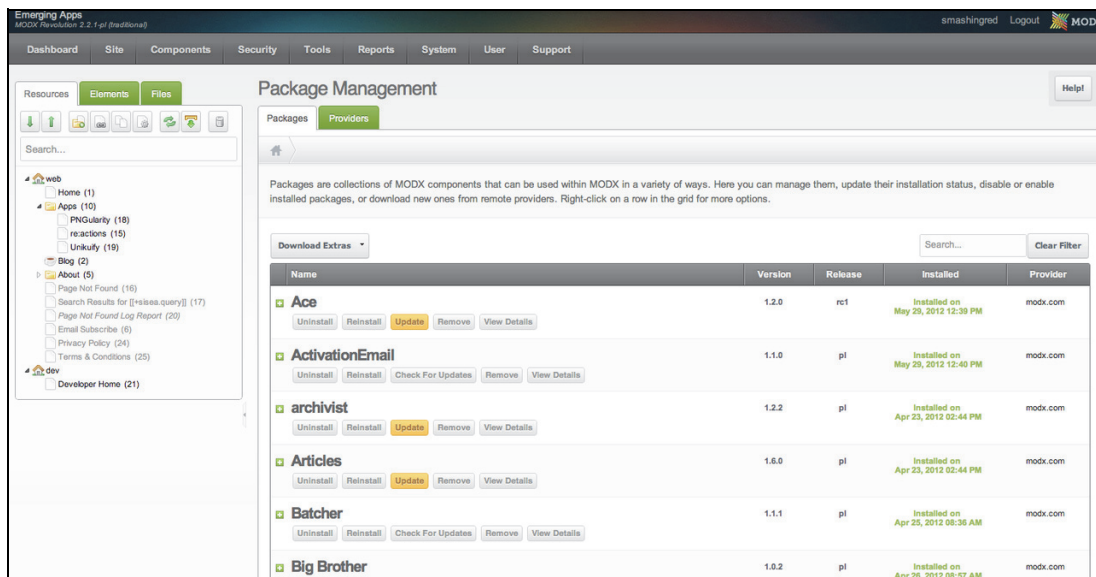 Emerging Apps
MODX Revolution 2.2.1-pl (traditional)
smashingred Logout MOD
Dashboard Site Components Security Tools Reports System User Support
Resources Elements Files
Search...
web
Home (1)
Apps (10)
PNGularity (18)
re:actions (15)
Unikuify (19)
Blog (2)
About (5)
Page Not Found (16)
Search Results for [[+sisea.query]] (17)
Page Not Found Log Report (20)
Email Subscribe (6)
Privacy Policy (24)
Terms & Conditions (25)
dev
Developer Home (21)
Package Management
Help!
Packages Providers
Packages are collections of MODX components that can be used within MODX in a variety of ways. Here you can manage them, update their installation status, disable or enable
installed packages, or download new ones from remote providers. Right-click on a row in the grid for more options.
Download Extras Search... Clear Filter
Name Version Release Installed Provider
Ace 1.2.0 rc1 Installed on modx.com
May 29, 2012 12:39 PM
Uninstall Reinstall Update Remove View Details
ActivationEmail 1.1.0 pl Installed on modx.com
May 29, 2012 12:40 PM
Uninstall Reinstall Check For Updates Remove View Details
archivist 1.2.2 pl Installed on modx.com
Apr 23, 2012 02:44 PM
Uninstall Reinstall Update Remove View Details
Articles 1.6.0 pl Installed on modx.com
Apr 23, 2012 02:44 PM
Uninstall Reinstall Update Remove View Details
Batcher 1.1.1 pl Installed on modx.com
Apr 25, 2012 08:36 AM
Uninstall Reinstall Check For Updates Remove View Details
Big Brother 1.0.2 pl Installed on modx.com
Apr 26, 2012 08:57 AM